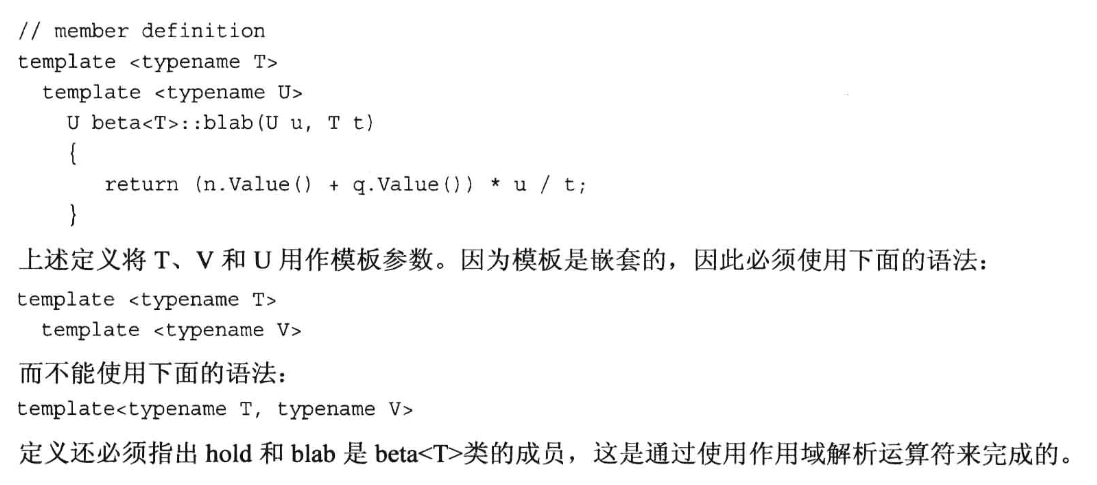 // member definition
template <typename T>
  template <typename U>
    U beta<T>::blab(U u, T t)
    {
       return (n.Value() + q.Value()) * u / t;
    }
上述定义将 T、V 和 U 用作模板参数。因为模板是嵌套的，因此必须使用下面的语法：
template <typename T>
  template <typename V>
而不能使用下面的语法：
template<typename T, typename V>
定义还必须指出 hold 和 blab 是 beta<T>类的成员，这是通过使用作用域解析运算符来完成的。